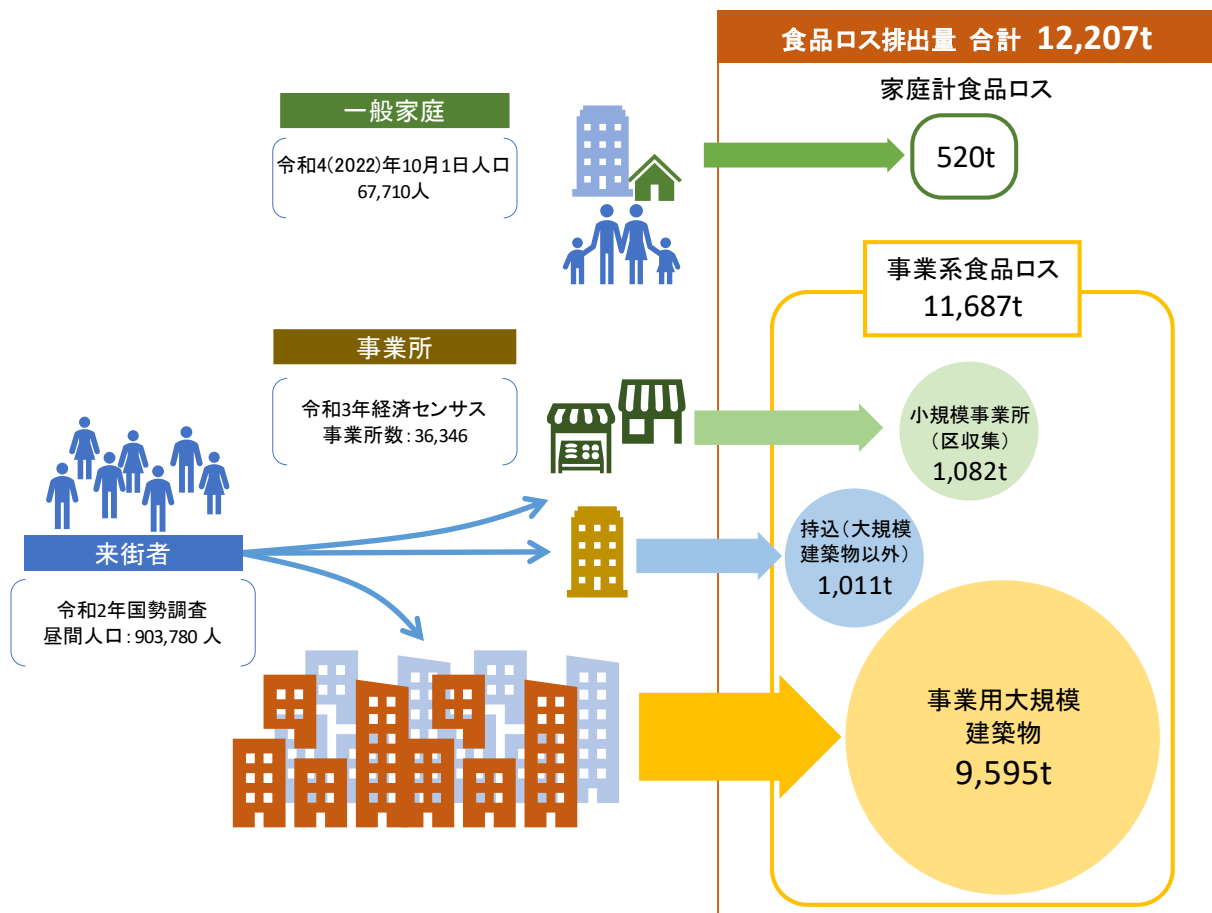 食品ロス排出量 合計 12,207t
家庭計食品ロス
520t
一般家庭
令和4(2022)年10月1日人口
67,710人
事業系食品ロス
11,687t
事業所
令和3年経済センサス
事業所数：36,346
小規模事業所
（区収集）
1,082t
持込（大規模
建築物以外）
1,011t
来街者
令和2年国勢調査
昼間人口：903,780 人
事業用大規模
建築物
9,595t